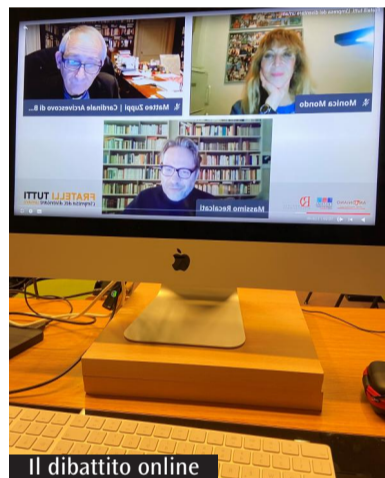 Matteo Zuppi | Cardinale Arcivescovo di B...
Monica Mondo
Massimo Recalcati
FRATELLI TUTTI
Il dibattito online